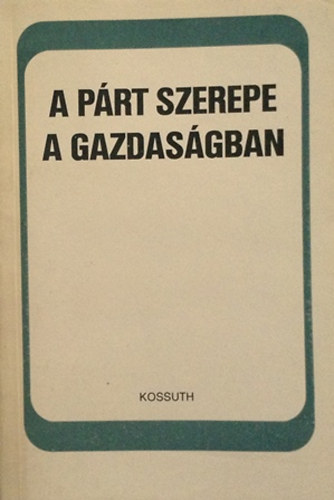 A PÁRT SZEREPE
A GAZDASÁGBAN
KOSSUTH